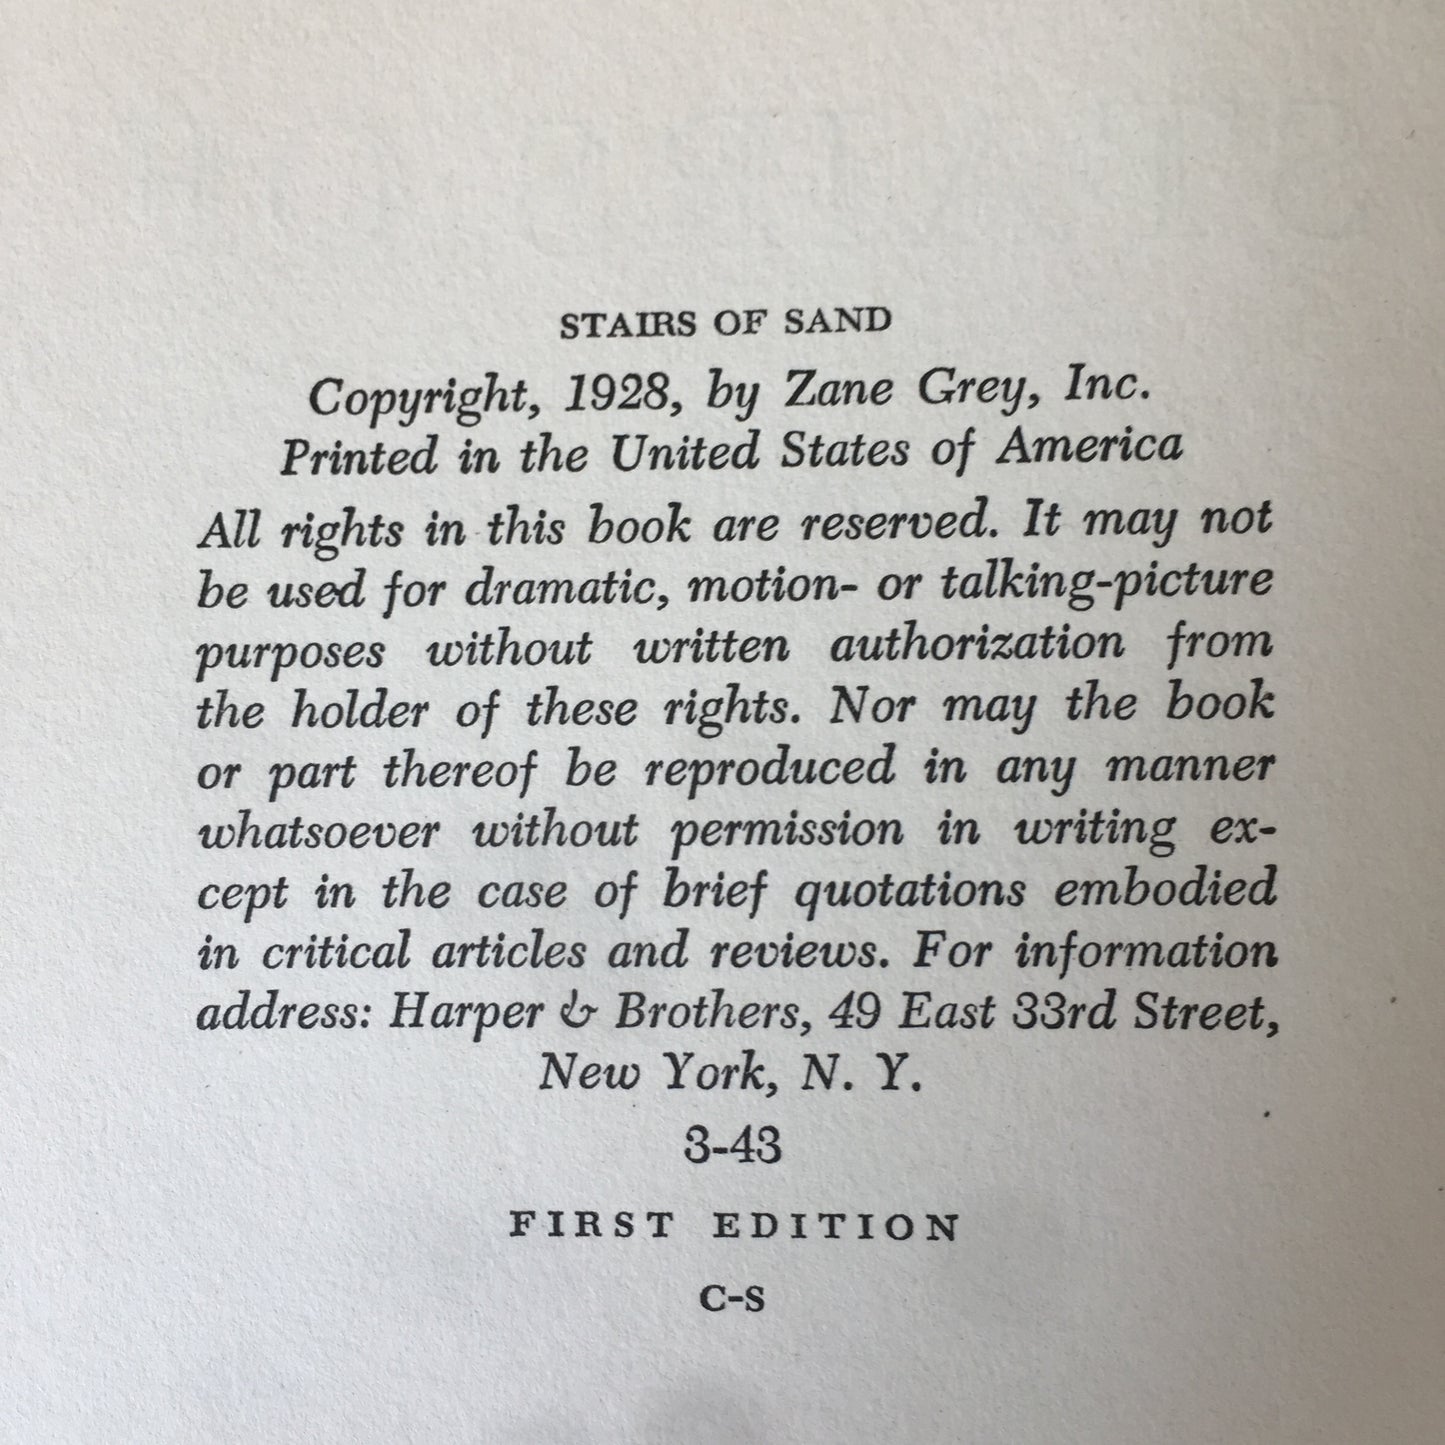 STAIRS OF SAND
Copyright, 1928, by Zane Grey, Inc.
Printed in the United States of America
All rights in this book are reserved. It may not
be used for dramatic, motion- or talking-picture
purposes without written authorization from
the holder of these rights. Nor may the book
or part thereof be reproduced in any manner
whatsoever without permission in writing ex-
cept in the case of brief quotations embodied
in critical articles and reviews. For information
address: Harper & Brothers, 49 East 33rd Street,
New York, N. Y.
3-43
FIRST EDITION
C-S